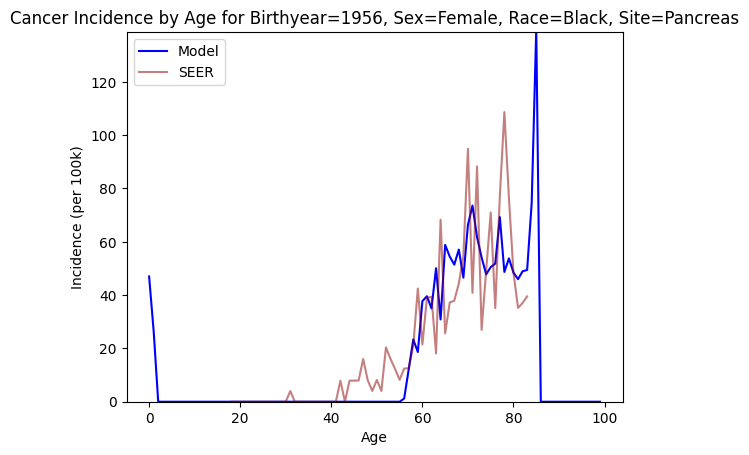 Cancer Incidence by Age for Birthyear=1956, Sex=Female, Race=Black, Site=Pancreas
Model
SEER
Incidence (per 100k)
120
100
80
60
40
20
0
0 20 40 60 80 100
Age